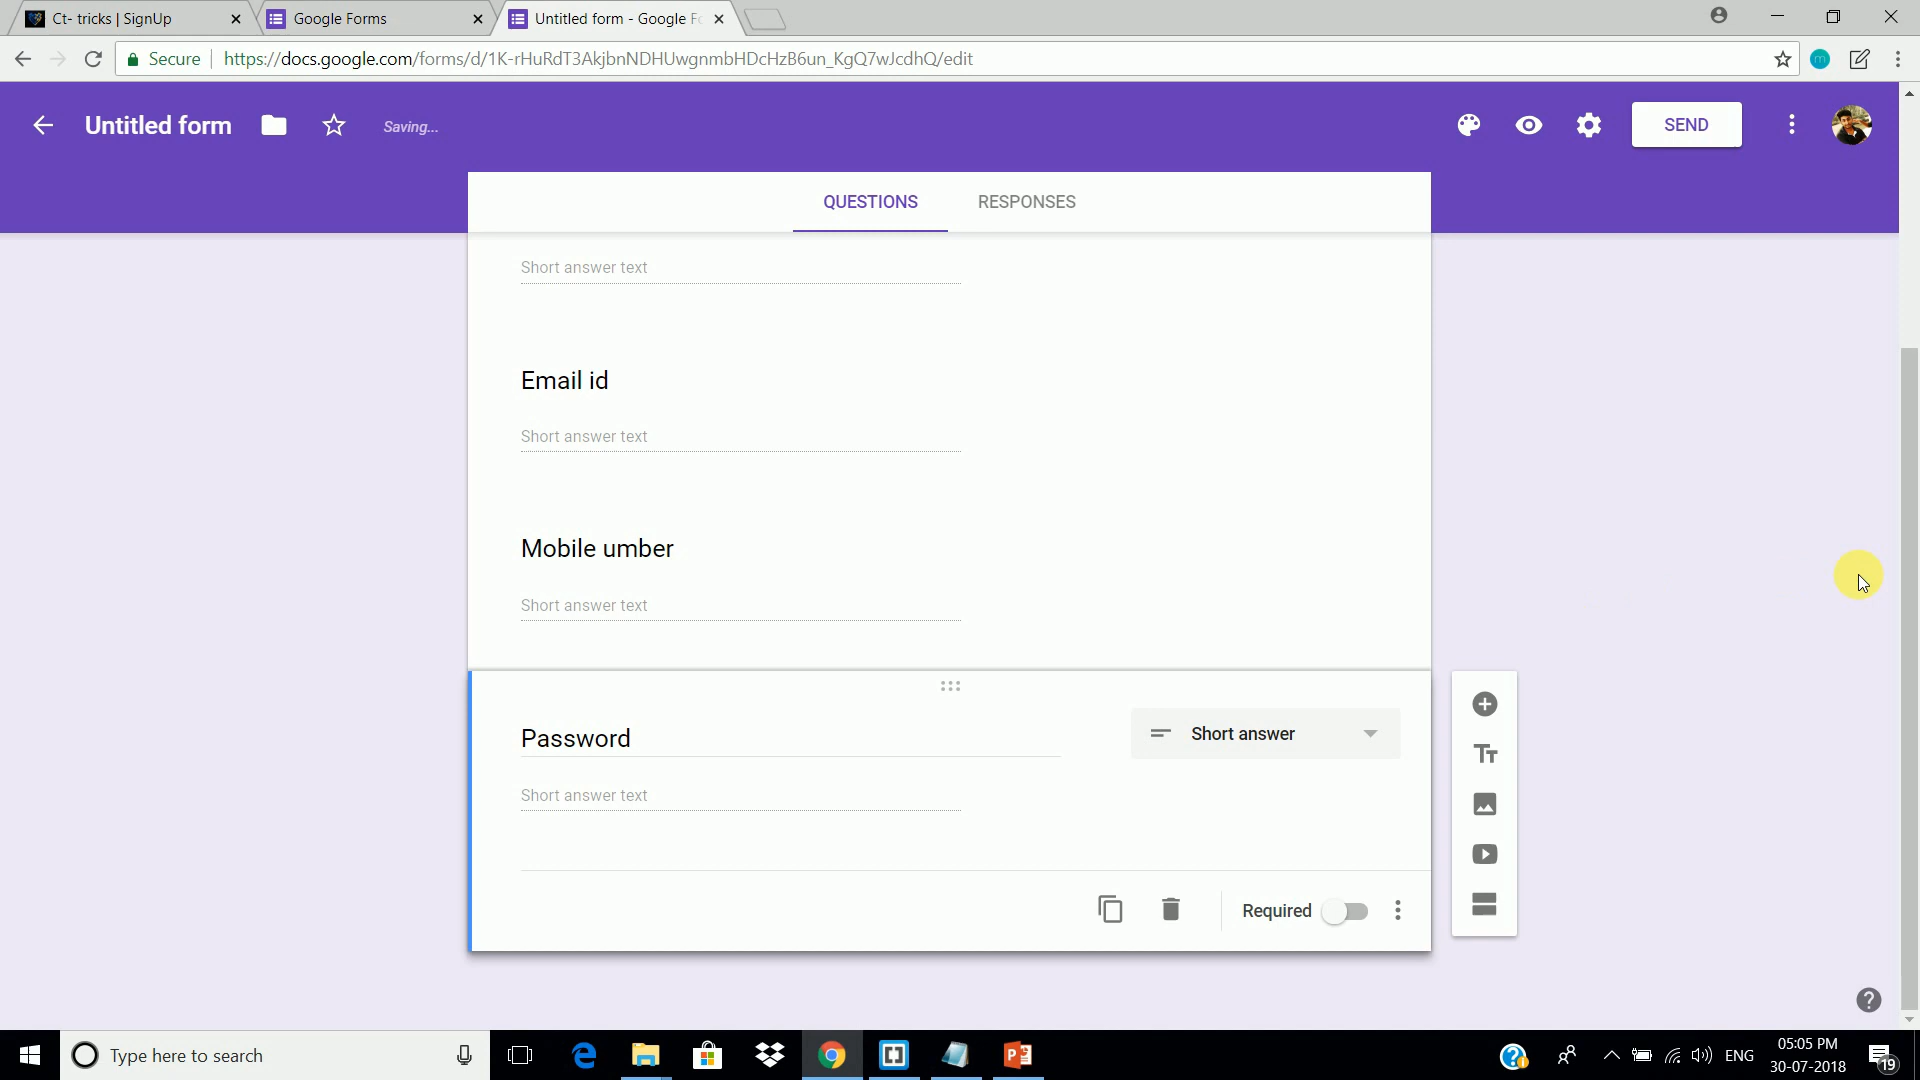 Ct- tricks | SignUp
Google Forms
Untitled form - Google Fo
Secure
https://docs.google.com/forms/d/1K-rHuRdT3AkjbnNDHUwgnmbHDcHzB6un_KgQ7wJcdhQ/edit
m
Untitled form
Saving...
SEND
QUESTIONS
RESPONSES
Short answer text
Email id
Short answer text
Mobile umber
Short answer text
Password
Short answer
Short answer text
Required
Type here to search
ENG
05:05 PM
30-07-2018
19